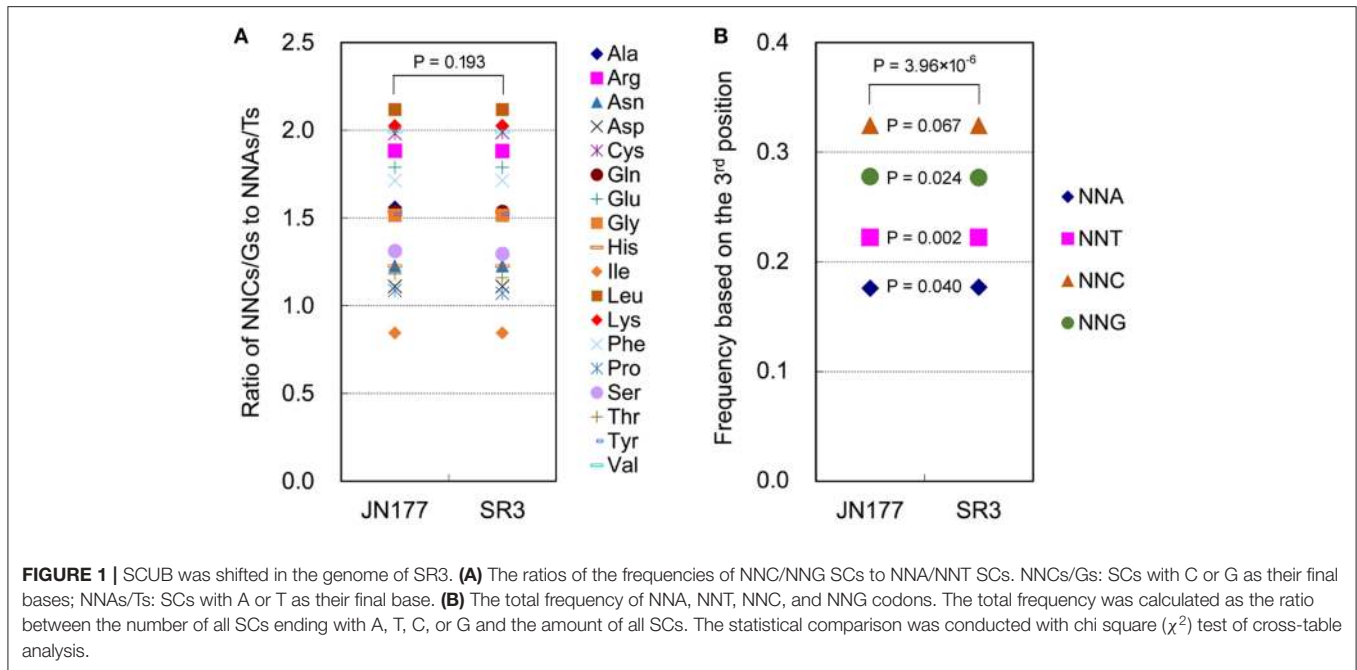 A
2.5
2.0
1.5
1.0
0.5
0.0
Ratio of NNCs/Gs to NNAs/Ts
P = 0.193
JN177
SR3
Ala
Arg
Asn
Asp
Cys
Gln
Glu
Gly
His
Ile
Leu
Lys
Phe
Pro
Ser
Thr
Tyr
Val
B
0.4
0.3
0.2
0.1
0.0
Frequency based on the 3rd position
P = 3.96×10-6
P = 0.067
P = 0.024
P = 0.002
P = 0.040
JN177
SR3
NNA
NNT
NNC
NNG
FIGURE 1 | SCUB was shifted in the genome of SR3. (A) The ratios of the frequencies of NNC/NNG SCs to NNA/NNT SCs. NNCs/Gs: SCs with C or G as their final
bases; NNAs/Ts: SCs with A or T as their final base. (B) The total frequency of NNA, NNT, NNC, and NNG codons. The total frequency was calculated as the ratio
between the number of all SCs ending with A, T, C, or G and the amount of all SCs. The statistical comparison was conducted with chi square (χ2) test of cross-table
analysis.